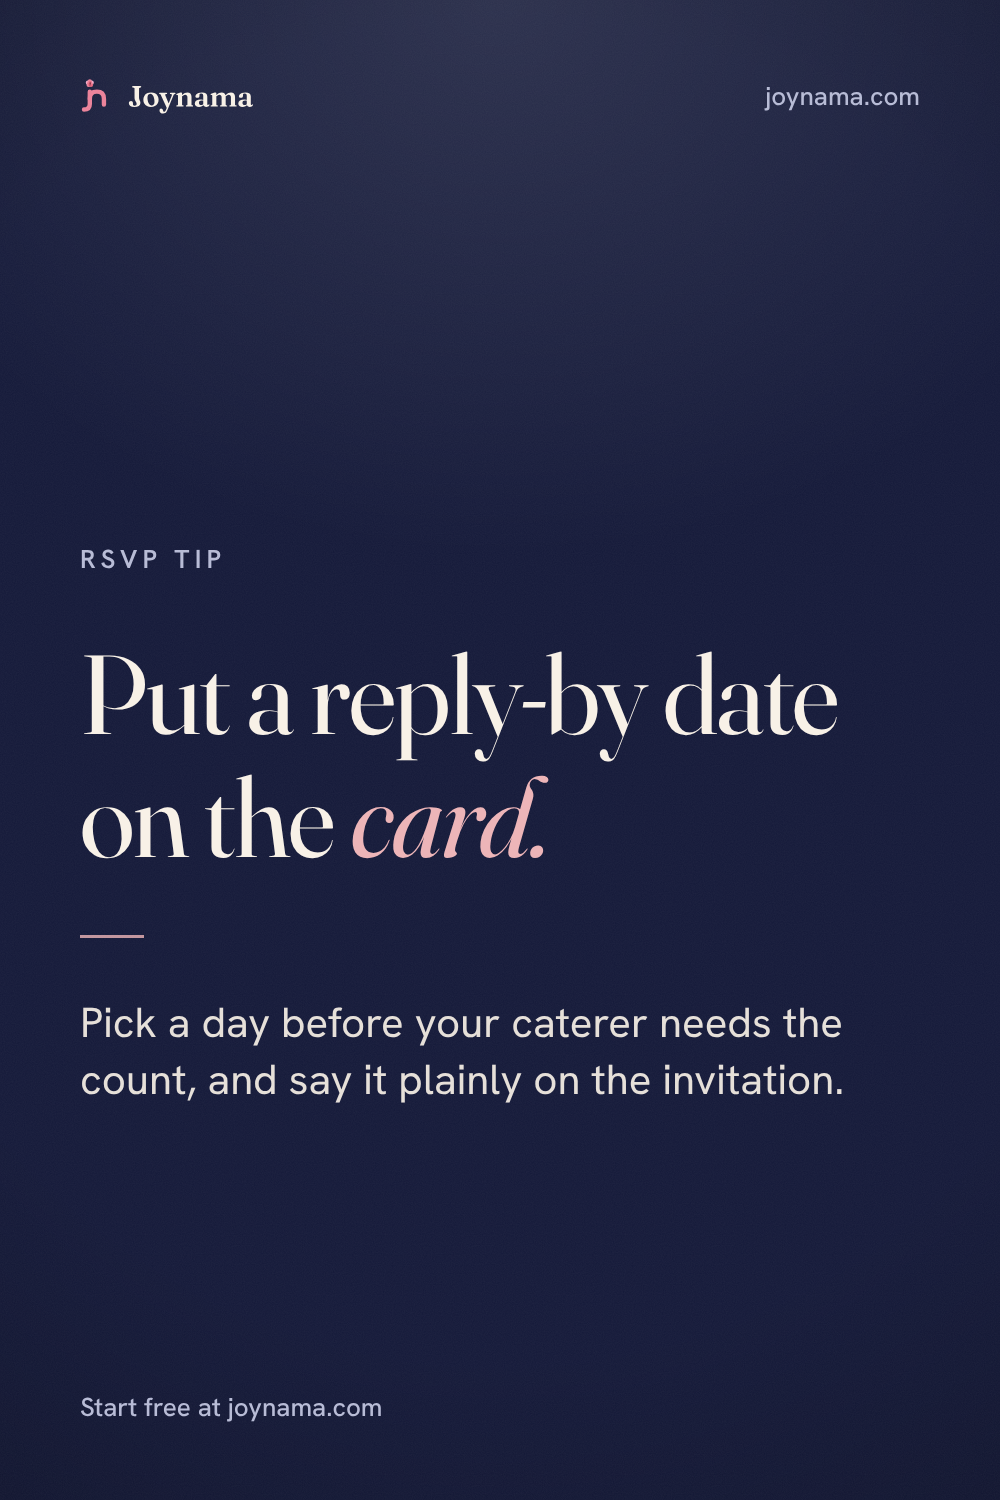 Joynama
joynama.com
RSVP TIP
Put a reply-by date
on the card.
Pick a day before your caterer needs the
count, and say it plainly on the invitation.
Start free at joynama.com